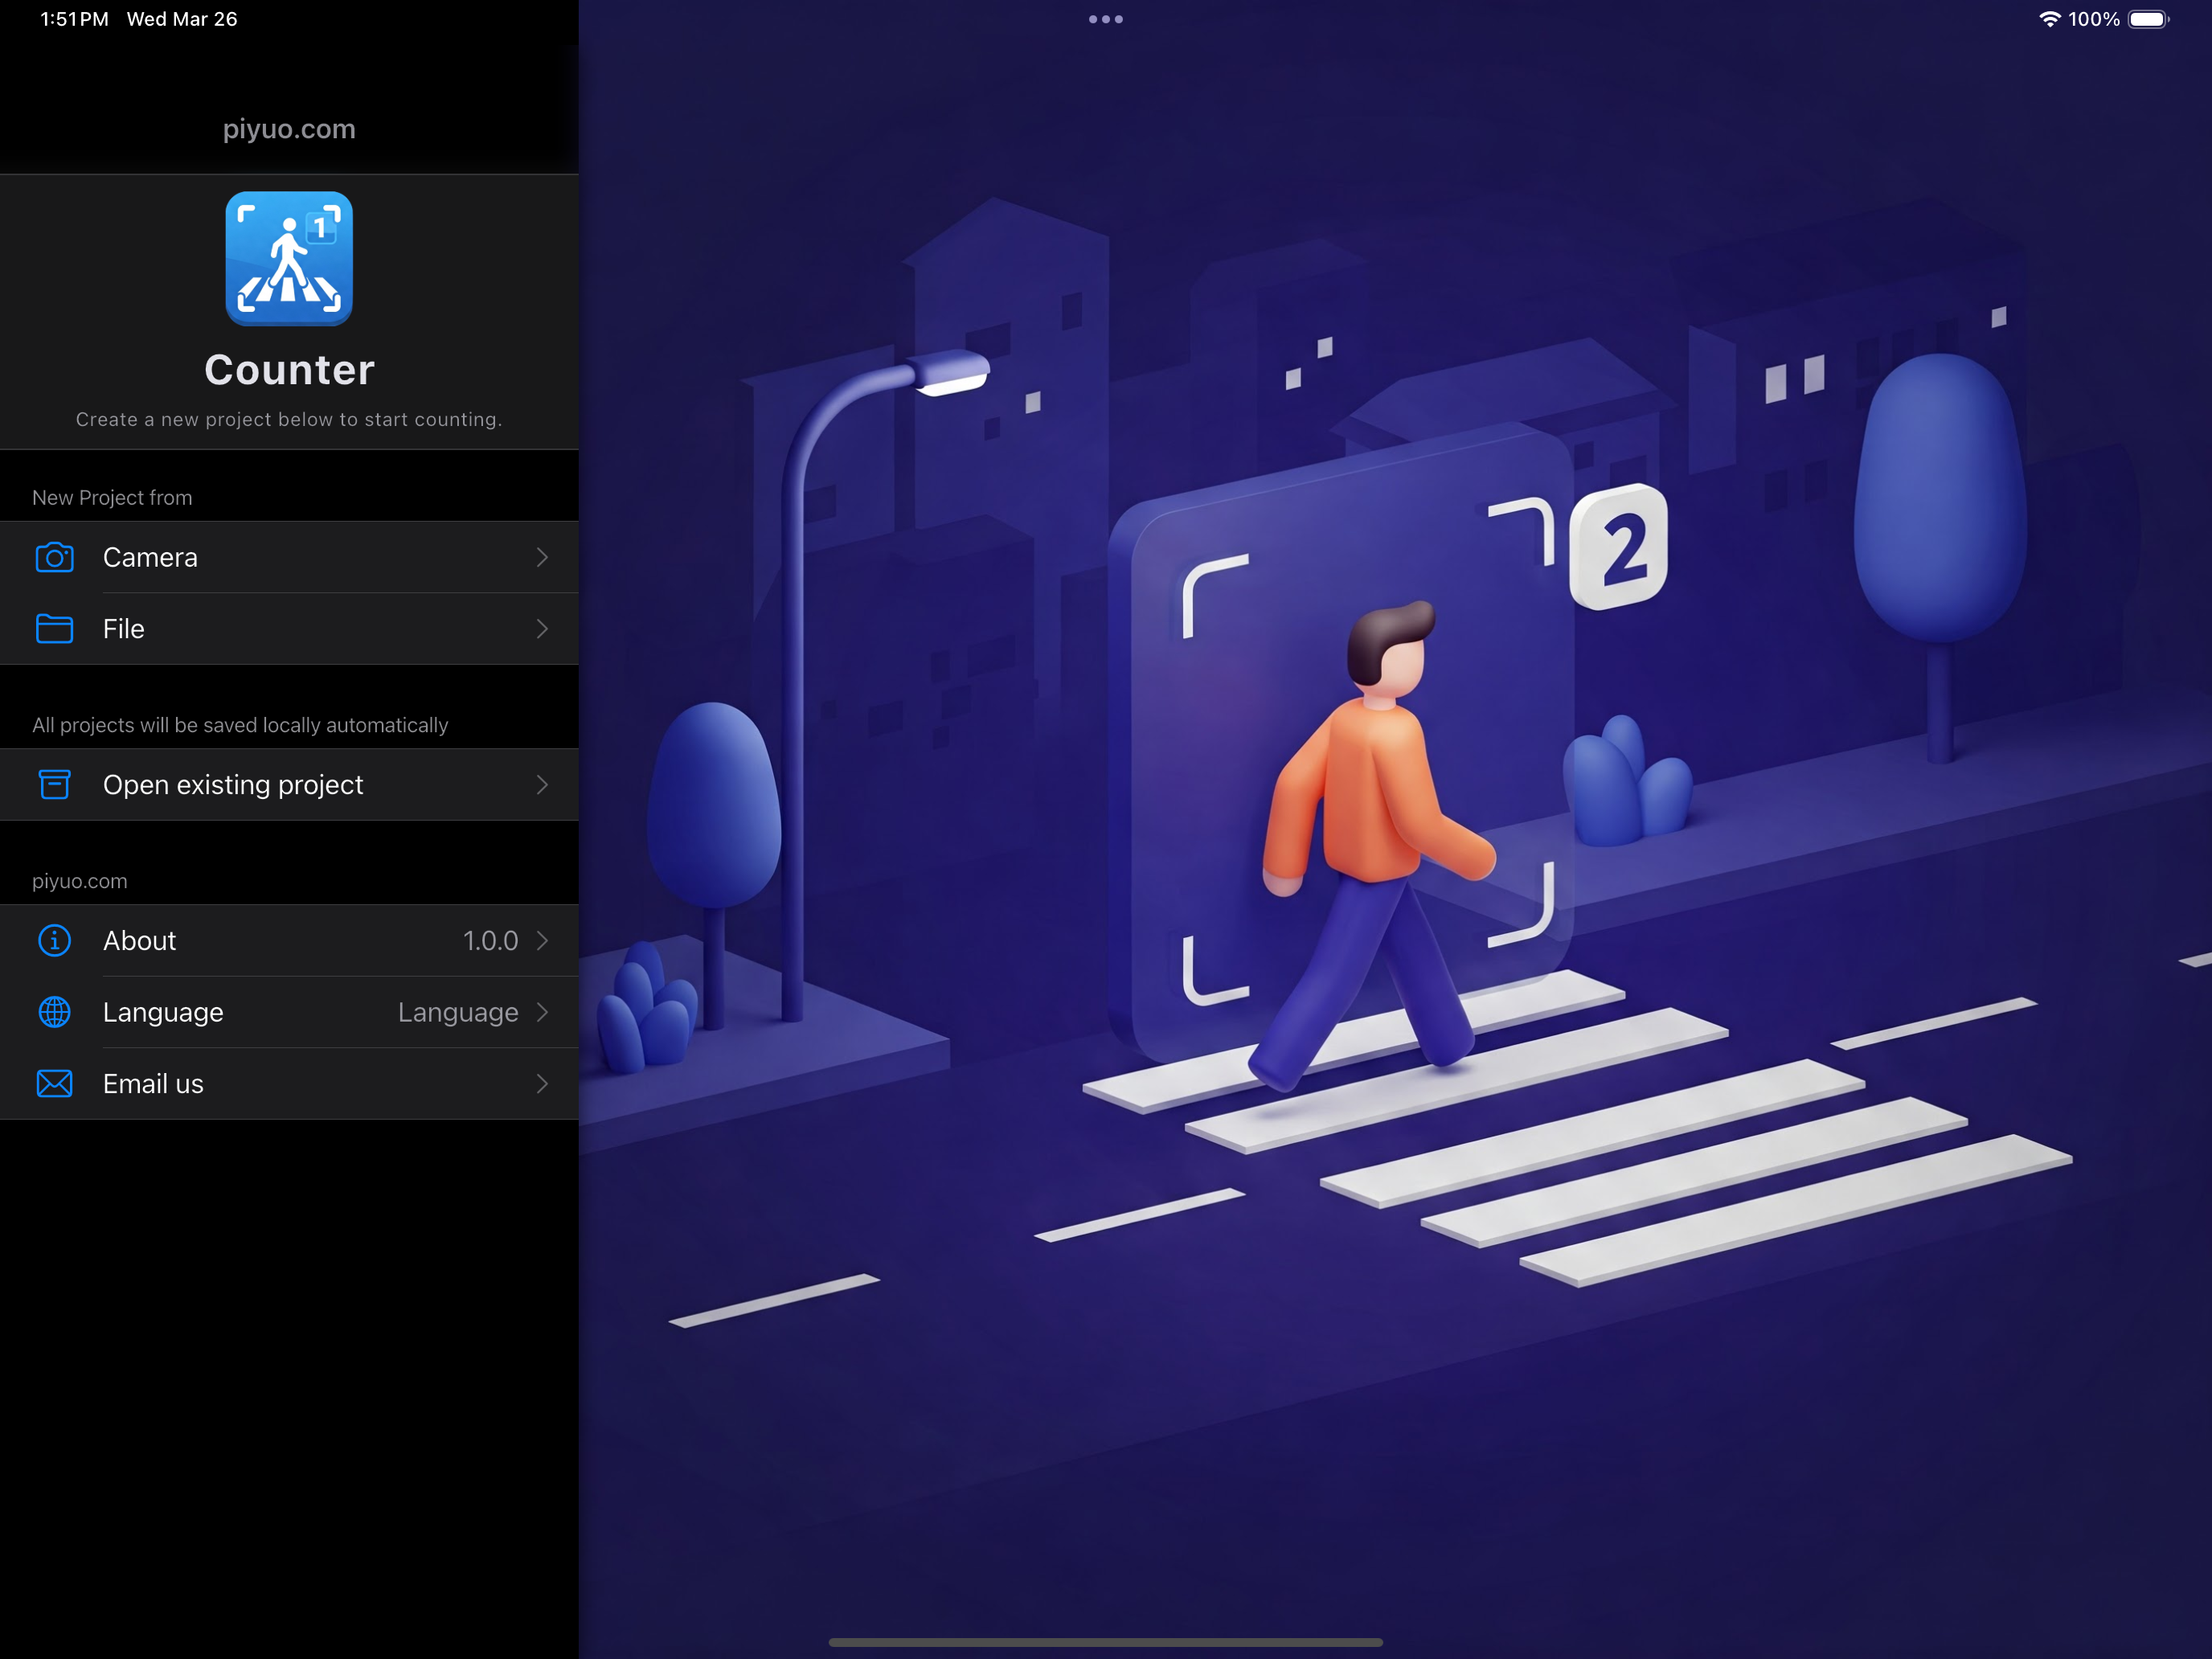 1:51 PM Wed Mar 26
100%
piyuo.com
1
Counter
Create a new project below to start counting.
New Project from
Camera
File
All projects will be saved locally automatically
Open existing project
piyuo.com
About 1.0.0
Language Language
Email us
2